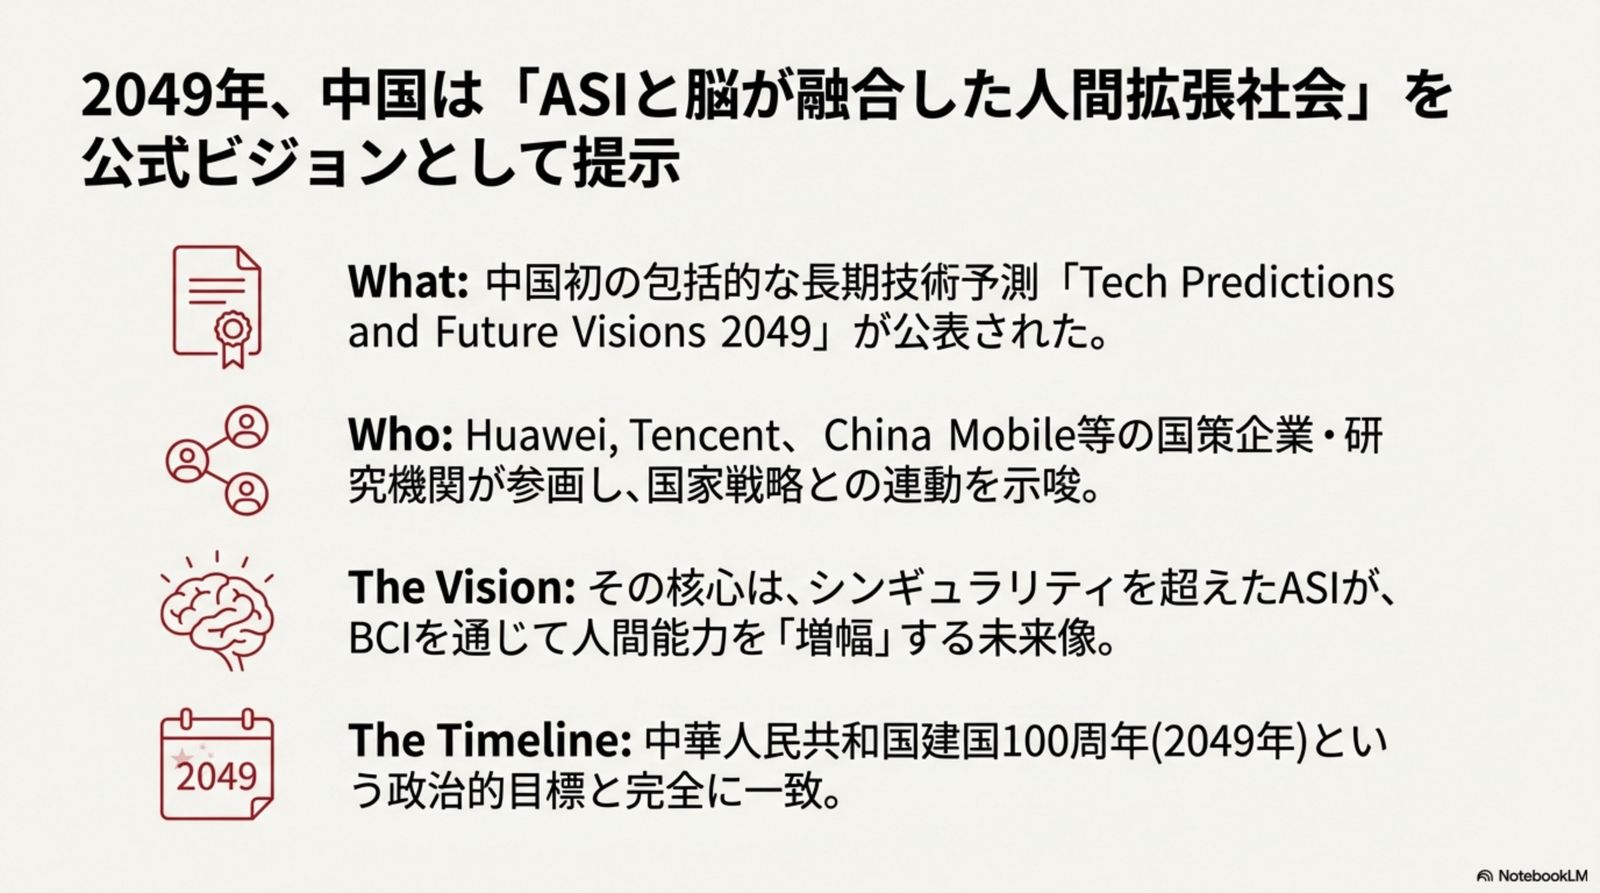 2049年、中国は「ASIと脳が融合した人間拡張社会」を
公式ビジョンとして提示
What: 中国初の包括的な長期技術予測「Tech Predictions
and Future Visions 2049」が公表された。
Who: Huawei, Tencent、China Mobile等の国策企業・研
究機関が参画し、国家戦略との連動を示唆。
The Vision: その核心は、シンギュラリティを超えたASIが、
BCIを通じて人間能力を「増幅」する未来像。
The Timeline: 中華人民共和国建国100周年(2049年)とい
う政治的目標と完全に一致。
2049
NotebookLM